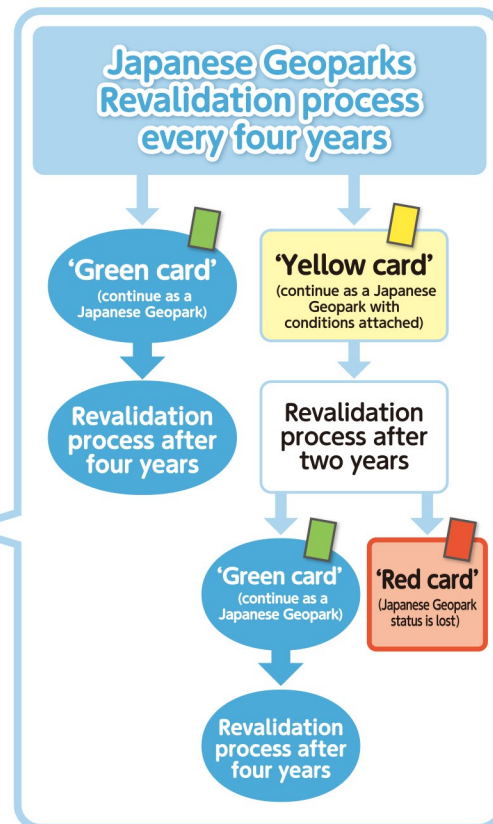 Japanese Geoparks
Revalidation process
every four years
‘Green card’
(continue as a
Japanese Geopark)
Revalidation
process after
four years
‘Yellow card’
(continue as a Japanese
Geopark with
conditions attached)
Revalidation
process after
two years
‘Green card’
(continue as a
Japanese Geopark)
Revalidation
process after
four years
‘Red card’
(Japanese Geopark
status is lost)